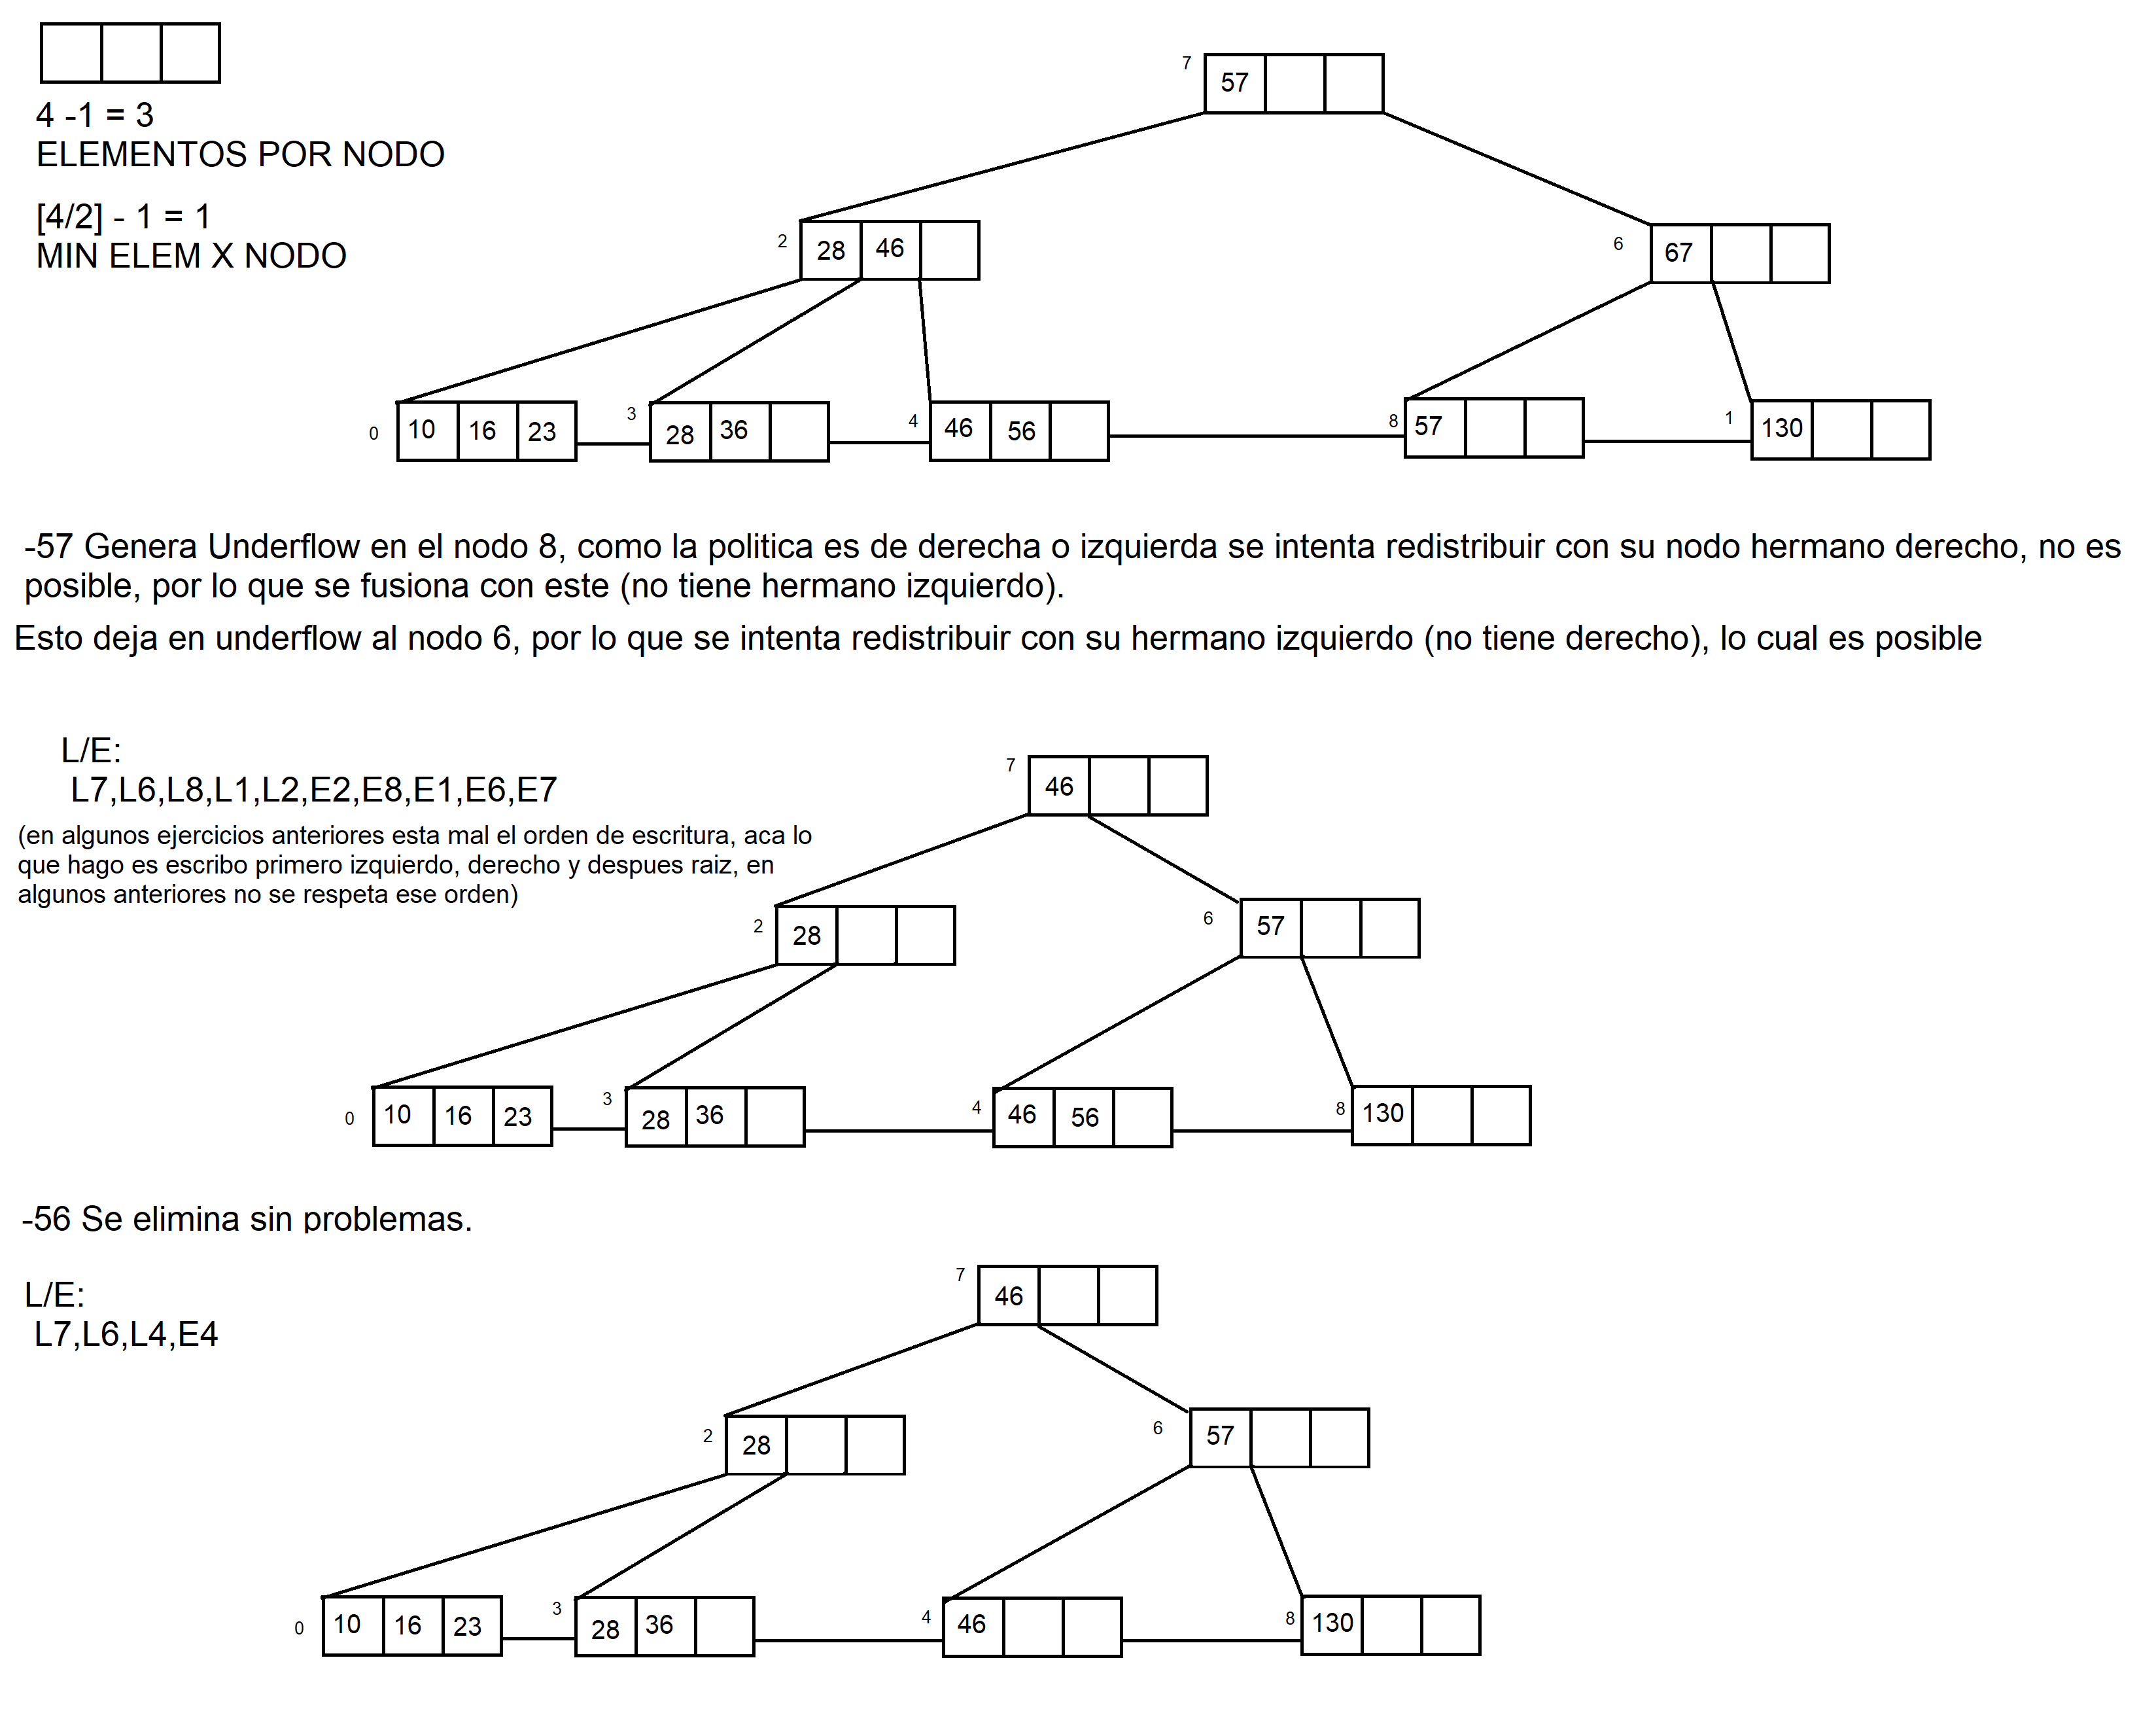 4 -1 = 3
ELEMENTOS POR NODO
[4/2] - 1 = 1
MIN ELEM X NODO
7
57
2
28 46
6
67
0
10 16 23
3
28 36
4
46 56
8
57
1
130
-57 Genera Underflow en el nodo 8, como la politica es de derecha o izquierda se intenta redistribuir con su nodo hermano derecho, no es
posible, por lo que se fusiona con este (no tiene hermano izquierdo).
Esto deja en underflow al nodo 6, por lo que se intenta redistribuir con su hermano izquierdo (no tiene derecho), lo cual es posible
L/E:
L7,L6,L8,L1,L2,E2,E8,E1,E6,E7
(en algunos ejercicios anteriores esta mal el orden de escritura, aca lo
que hago es escribo primero izquierdo, derecho y despues raiz, en
algunos anteriores no se respeta ese orden)
7
46
2
28
6
57
0
10 16 23
3
28 36
4
46 56
8
130
-56 Se elimina sin problemas.
L/E:
L7,L6,L4,E4
7
46
2
28
6
57
0
10 16 23
3
28 36
4
46
8
130